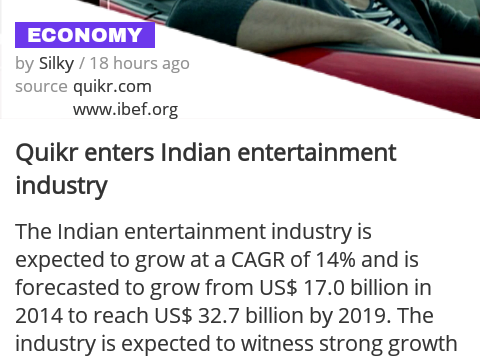 ECONOMY
by Silky / 18 hours ago
source quikr.com
www.ibef.org
Quikr enters Indian entertainment
industry
The Indian entertainment industry is
expected to grow at a CAGR of 14% and is
forecasted to grow from US$ 17.0 billion in
2014 to reach US$ 32.7 billion by 2019. The
industry is expected to witness strong growth